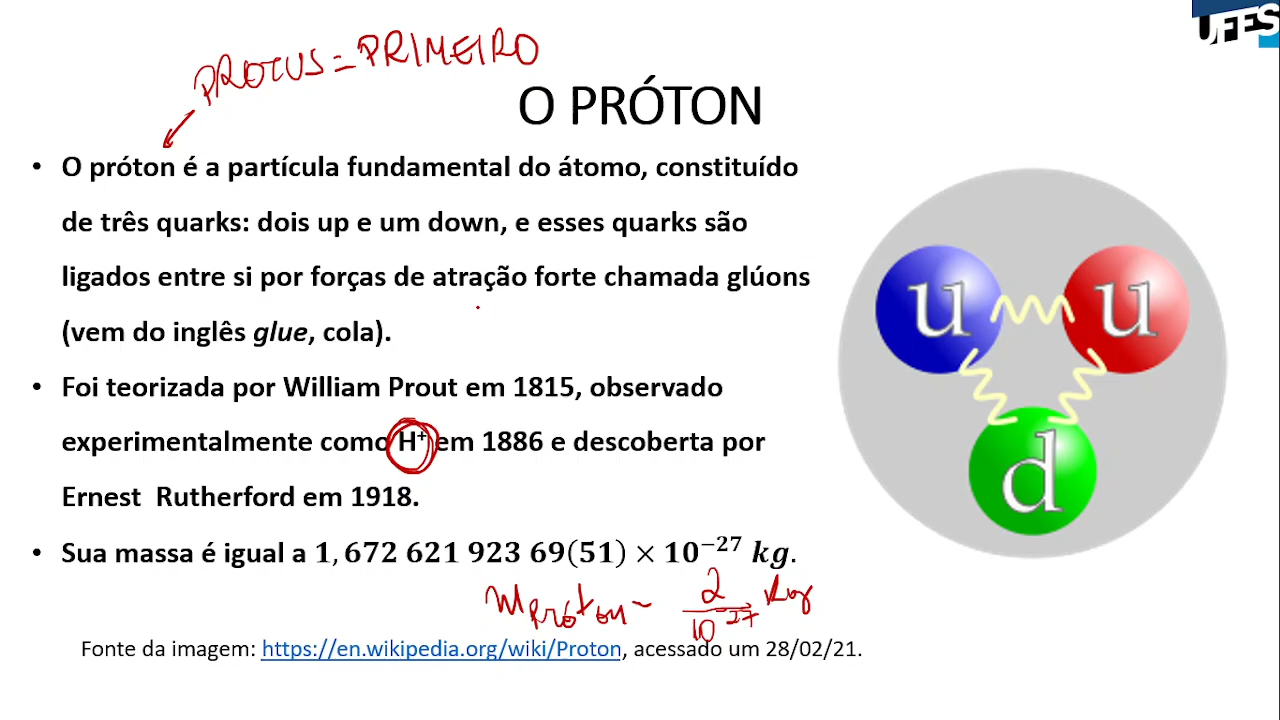 UFES
PROTUS = PRIMEIRO
O PRÓTON
• O próton é a partícula fundamental do átomo, constituído
de três quarks: dois up e um down, e esses quarks são
ligados entre si por forças de atração forte chamada glúons
(vem do inglês glue, cola).
• Foi teorizada por William Prout em 1815, observado
experimentalmente como H⁺ em 1886 e descoberta por
Ernest Rutherford em 1918.
• Sua massa é igual a 1,672 621 923 69(51) × 10⁻²⁷ kg.
m próton ~ 2/10⁻²⁷ kg
Fonte da imagem: https://en.wikipedia.org/wiki/Proton, acessado um 28/02/21.
u u
d